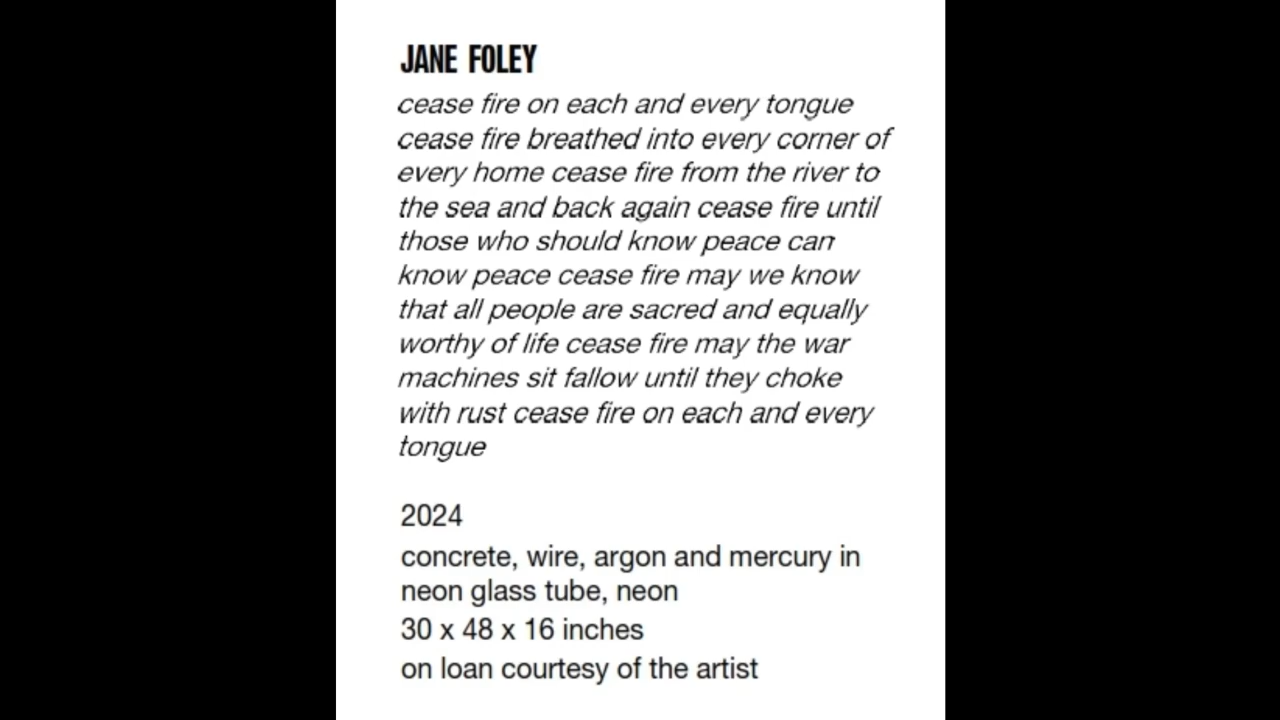 JANE FOLEY
cease fire on each and every tongue
cease fire breathed into every corner of
every home cease fire from the river to
the sea and back again cease fire until
those who should know peace can
know peace cease fire may we know
that all people are sacred and equally
worthy of life cease fire may the war
machines sit fallow until they choke
with rust cease fire on each and every
tongue
2024
concrete, wire, argon and mercury in
neon glass tube, neon
30 x 48 x 16 inches
on loan courtesy of the artist